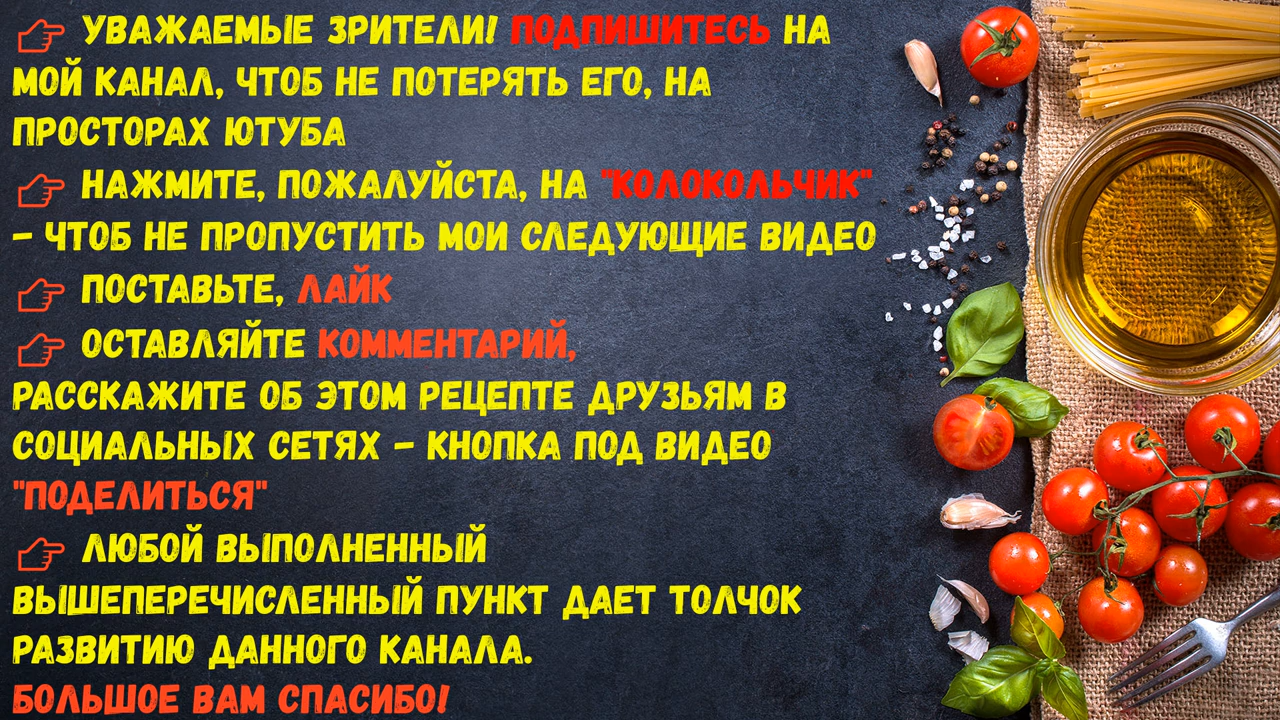 УВАЖАЕМЫЕ ЗРИТЕЛИ! ПОДПИШИТЕСЬ НА
МОЙ КАНАЛ, ЧТОБ НЕ ПОТЕРЯТЬ ЕГО, НА
ПРОСТОРАХ ЮТУБА
НАЖМИТЕ, ПОЖАЛУЙСТА, НА "КОЛОКОЛЬЧИК"
- ЧТОБ НЕ ПРОПУСТИТЬ МОИ СЛЕДУЮЩИЕ ВИДЕО
ПОСТАВЬТЕ, ЛАЙК
ОСТАВЛЯЙТЕ КОММЕНТАРИЙ,
РАССКАЖИТЕ ОБ ЭТОМ РЕЦЕПТЕ ДРУЗЬЯМ В
СОЦИАЛЬНЫХ СЕТЯХ - КНОПКА ПОД ВИДЕО
"ПОДЕЛИТЬСЯ"
ЛЮБОЙ ВЫПОЛНЕННЫЙ
ВЫШЕПЕРЕЧИСЛЕННЫЙ ПУНКТ ДАЕТ ТОЛЧОК
РАЗВИТИЮ ДАННОГО КАНАЛА.
БОЛЬШОЕ ВАМ СПАСИБО!